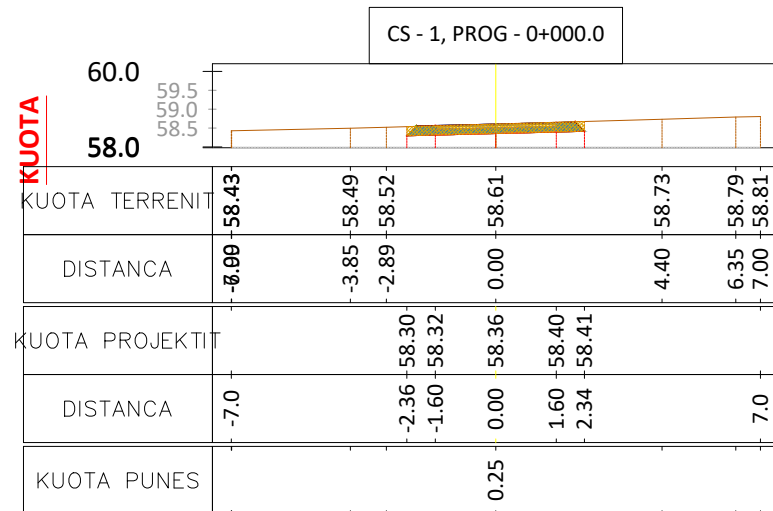 CS - 1, PROG - 0+000.0
KUOTA
60.0
59.5
59.0
58.5
58.0
KUOTA TERRENIT 58.43 58.49 58.52 58.61 58.73 58.79 58.81
DISTANCA -3.85 -2.89 0.00 4.40 6.35 7.00
KUOTA PROJEKTIT 58.30 58.32 58.36 58.40 58.41
DISTANCA -7.0 -2.36 -1.60 0.00 1.60 2.34 7.0
KUOTA PUNES 0.25